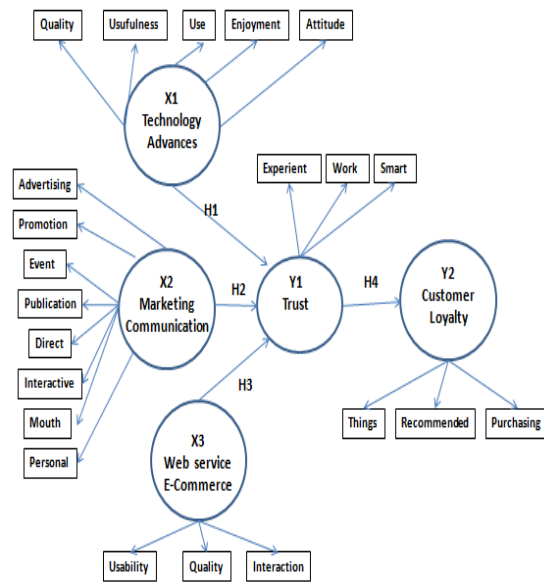 Quality
Usufulness
Use
Enjoyment
Attitude
X1
Technology
Advances
Experient
Work
Smart
Advertising
Promotion
Event
Publication
Direct
Interactive
Mouth
Personal
H1
X2
Marketing
Communication
H2
Y1
Trust
H4
Y2
Customer
Loyalty
H3
X3
Web service
E-Commerce
Things
Recommended
Purchasing
Usability
Quality
Interaction